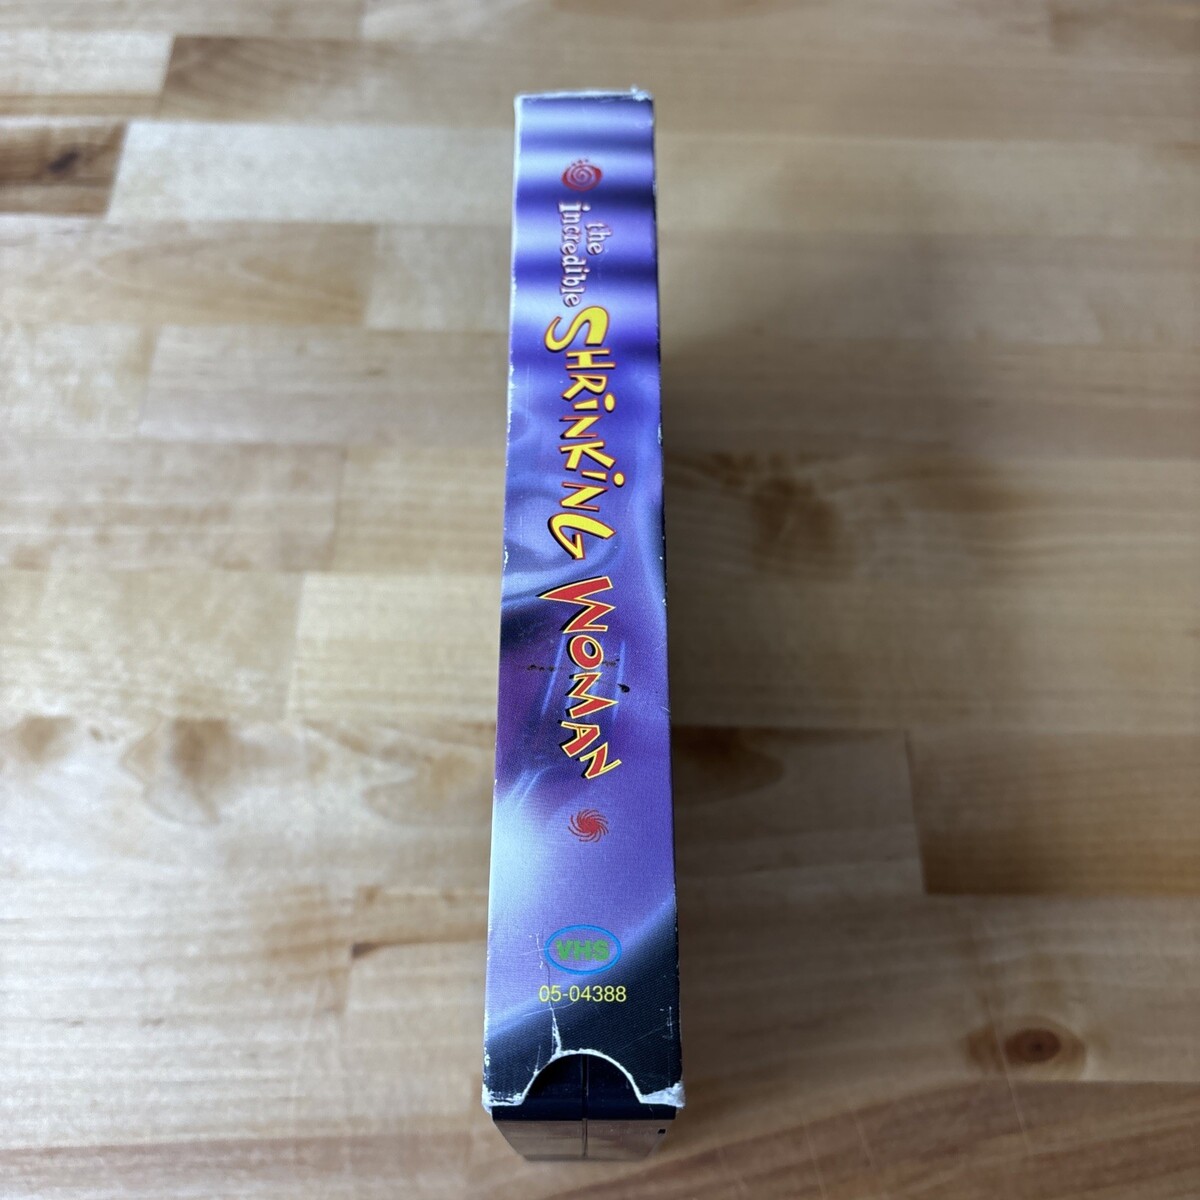 the
incredible
SHRiNKiNG WOMAN
VHS
05-04388